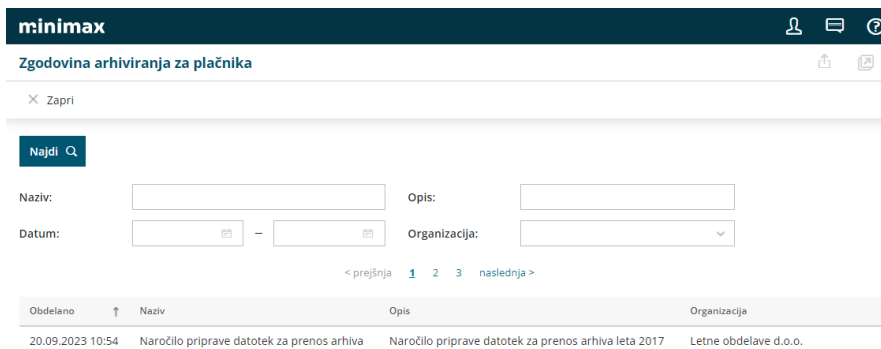 minimax
Zgodovina arhiviranja za plačnika
Zapri
Najdi
Naziv: Opis:
Datum: – Organizacija:
< prejšnja 1 2 3 naslednja >
Obdelano ↑ Naziv Opis Organizacija
20.09.2023 10:54 Naročilo priprave datotek za prenos arhiva Naročilo priprave datotek za prenos arhiva leta 2017 Letne obdelave d.o.o.